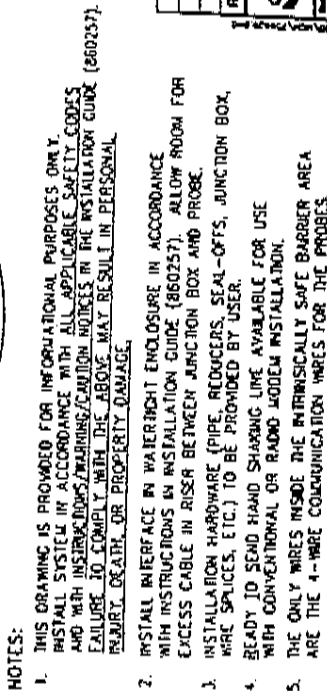 NOTES:
1. THIS DRAWING IS PROVIDED FOR INFORMATIONAL PURPOSES ONLY.
INSTALL SYSTEM IN ACCORDANCE WITH ALL APPLICABLE SAFETY CODES
AND WITH INSTRUCTIONS/WARNING/CAUTION NOTICES IN THE INSTALLATION GUIDE (860257).
FAILURE TO COMPLY WITH THE ABOVE MAY RESULT IN PERSONAL
INJURY, DEATH, OR PROPERTY DAMAGE.
2. INSTALL INTERFACE IN WATERTIGHT ENCLOSURE IN ACCORDANCE
WITH INSTRUCTIONS IN INSTALLATION GUIDE (860257). ALLOW ROOM FOR
EXCESS CABLE IN RISER BETWEEN JUNCTION BOX AND PROBE.
3. INSTALLATION HARDWARE (PIPE, REDUCERS, SEAL-OFFS, JUNCTION BOX,
WIRE SPLICES, ETC.) TO BE PROVIDED BY USER.
4. READY TO SEND HAND SHAKING LINE AVAILABLE FOR USE
WITH CONVENTIONAL OR RADIO MODEM INSTALLATION.
5. THE ONLY WIRES INSIDE THE INTRINSICALLY SAFE BARRIER AREA
ARE THE 4-WIRE COMMUNICATION WIRES FOR THE PROBES.